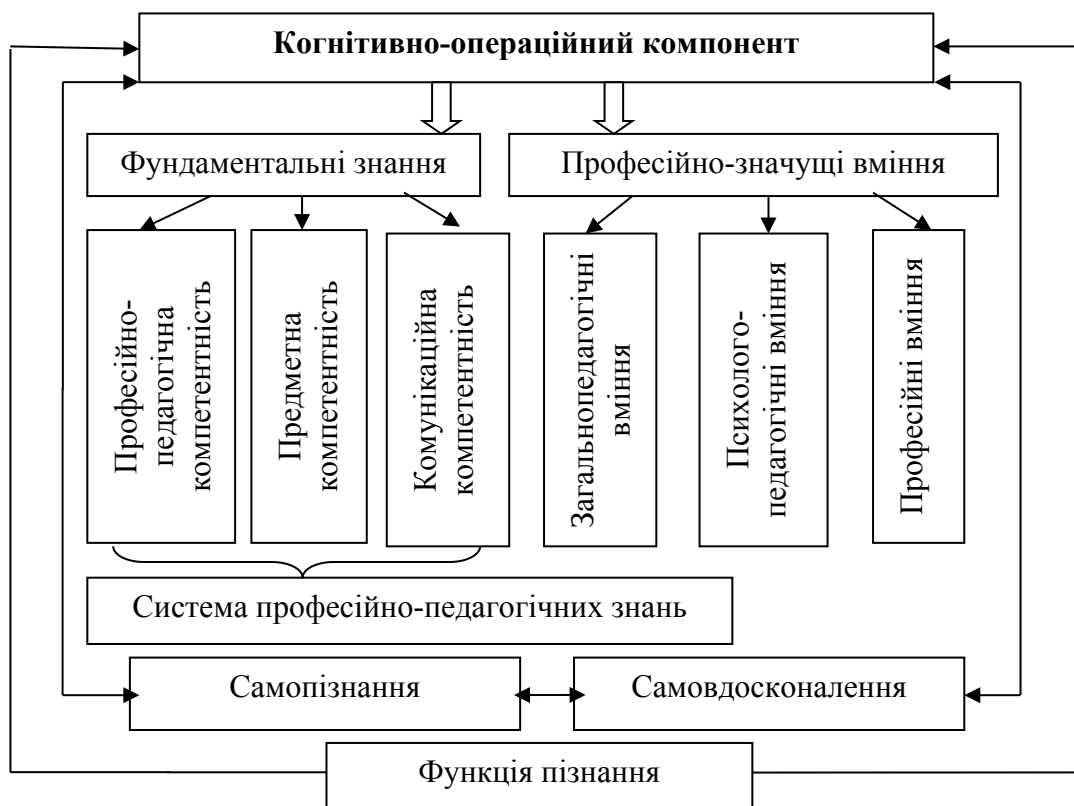 Когнітивно-операційний компонент
Фундаментальні знання
Професійно-значущі вміння
Професійно-
педагогічна
компетентність
Предметна
компетентність
Комунікаційна
компетентність
Загальнопедагогічні
вміння
Психолого-
педагогічні вміння
Професійні вміння
Система професійно-педагогічних знань
Самопізнання
Самовдосконалення
Функція пізнання